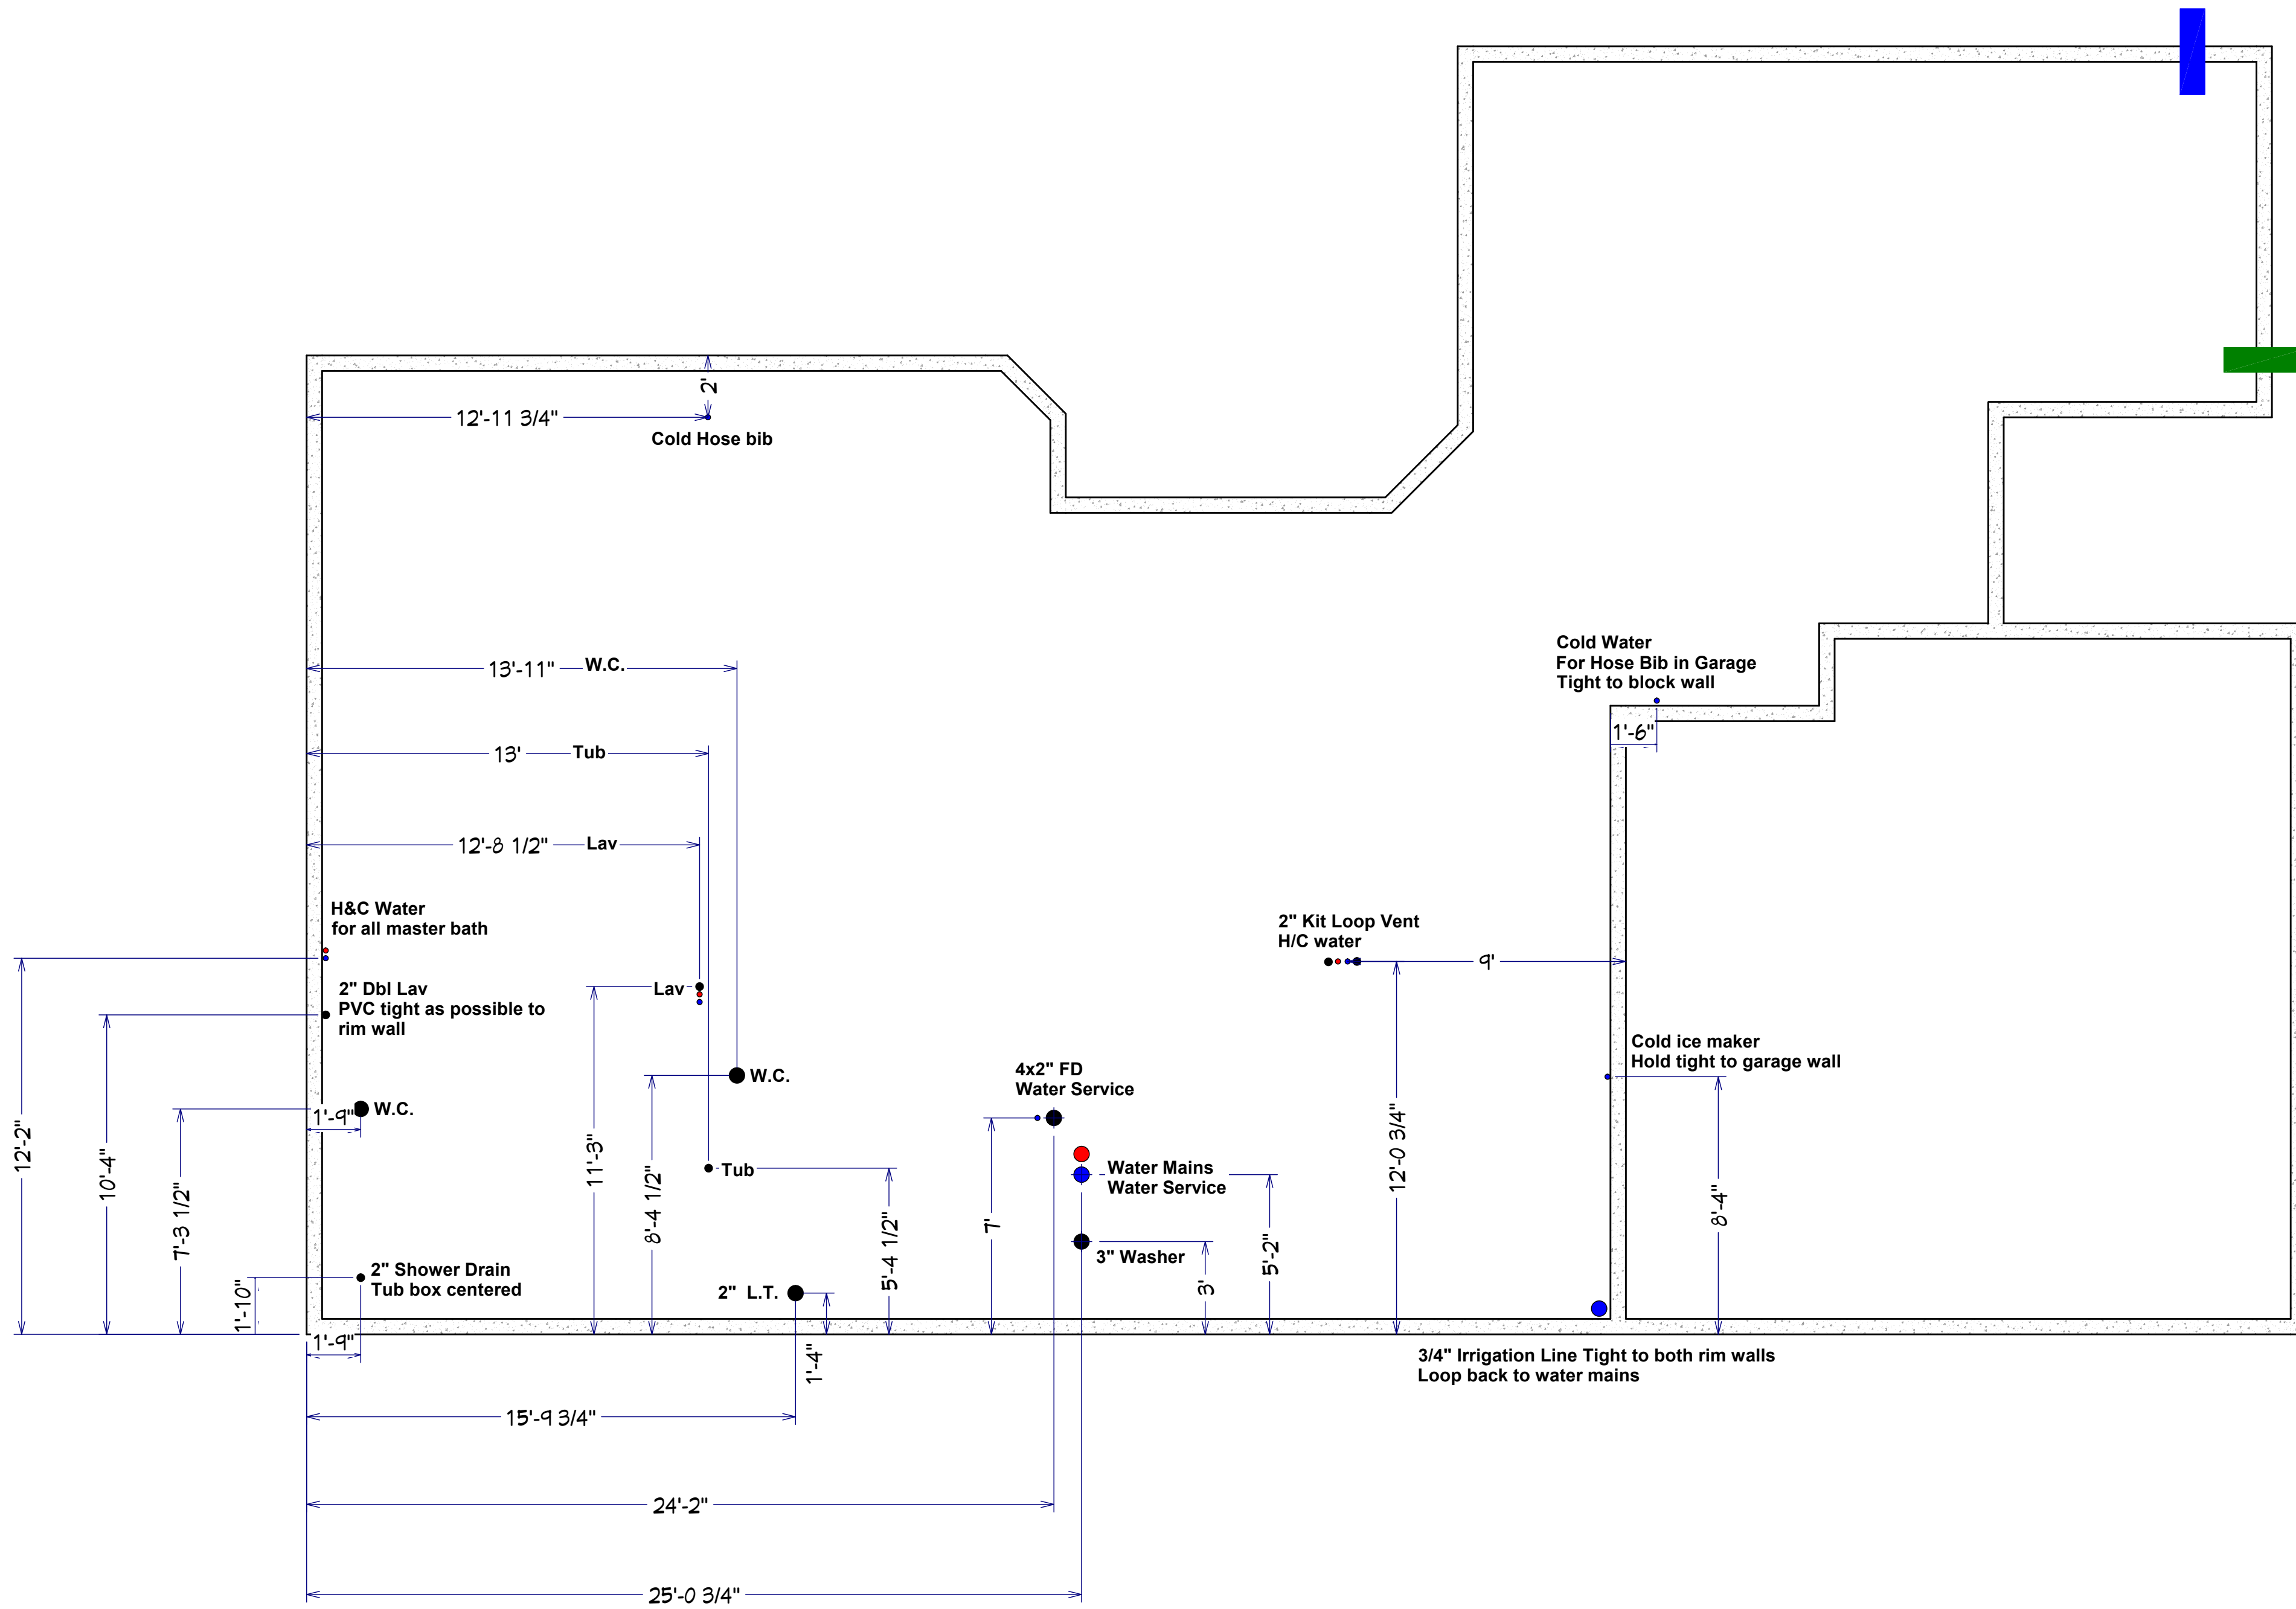 2'
12'-11 3/4"
Cold Hose bib
Cold Water
For Hose Bib in Garage
Tight to block wall
13'-11" W.C.
1'-6"
13' Tub
12'-8 1/2" Lav
H&C Water
for all master bath
2" Kit Loop Vent
H/C water
9'
2" Dbl Lav
PVC tight as possible to
rim wall
Lav
Cold ice maker
Hold tight to garage wall
4x2" FD
Water Service
W.C.
W.C.
1'-9"
12'-2"
10'-4"
7'-3 1/2"
11'-3"
8'-4 1/2"
Tub
Water Mains
Water Service
12'-0 3/4"
8'-4"
7'
5'-4 1/2"
5'-2"
3" Washer
3'
2" Shower Drain
Tub box centered
1'-10"
2" L.T.
1'-9"
1'-4"
3/4" Irrigation Line Tight to both rim walls
Loop back to water mains
15'-9 3/4"
24'-2"
25'-0 3/4"